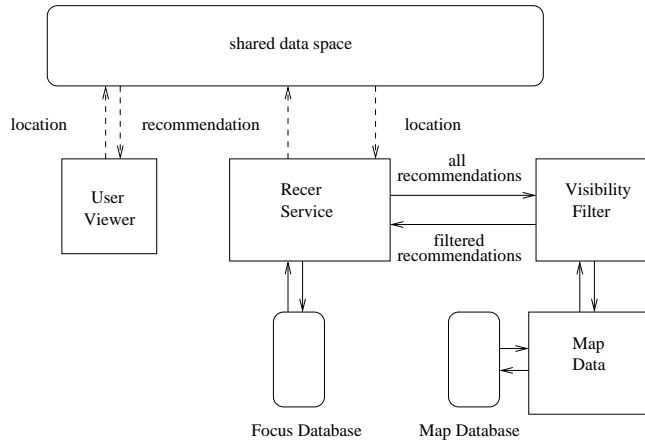 shared data space
location
recommendation
location
User
Viewer
Recer
Service
all
recommendations
filtered
recommendations
Visibility
Filter
Map
Data
Focus Database
Map Database